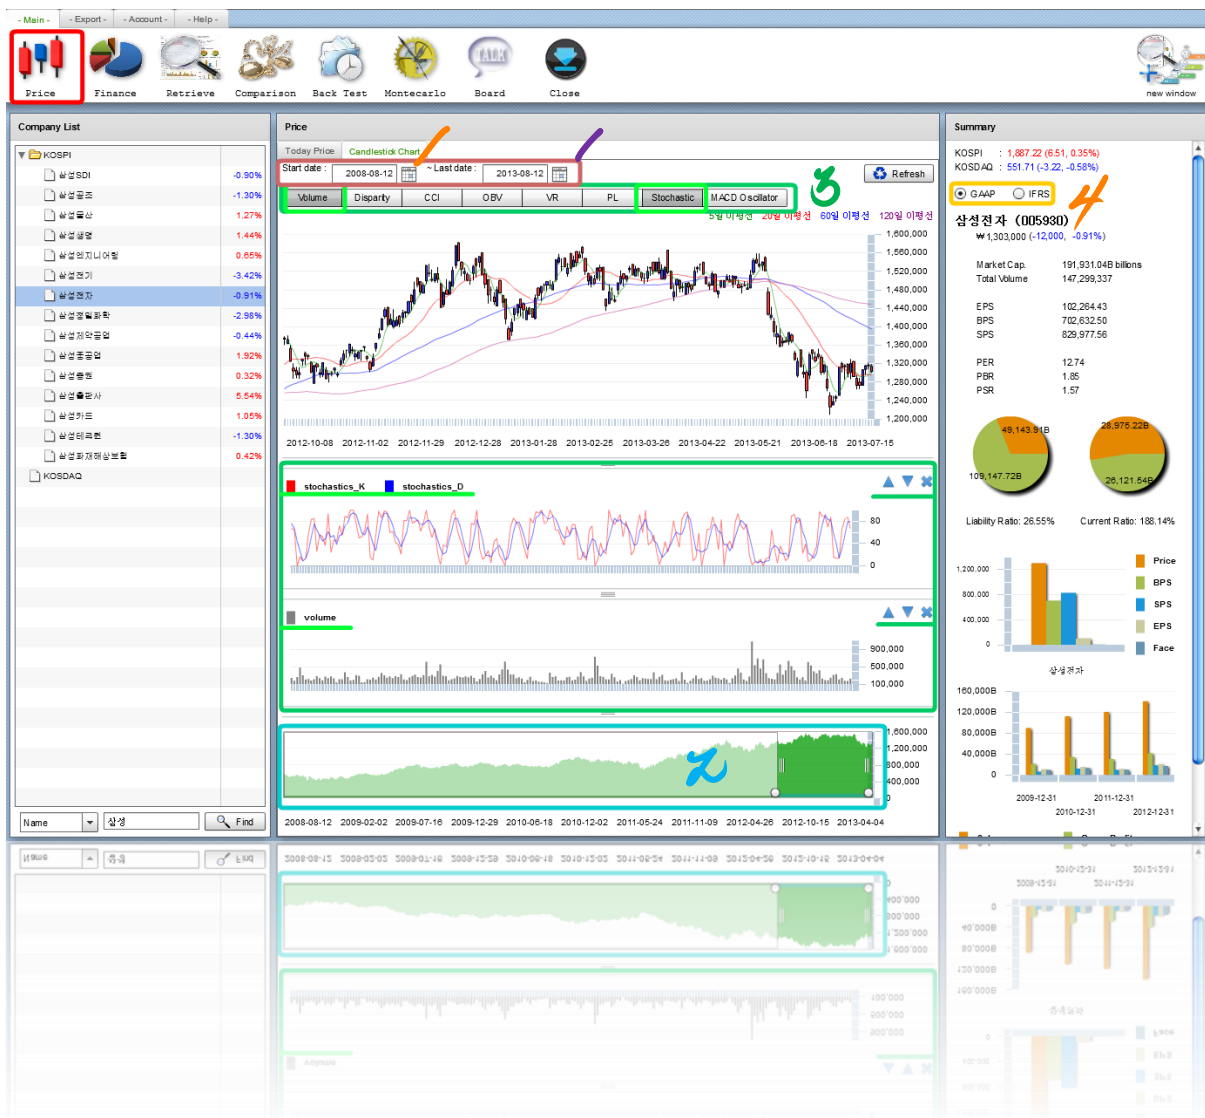 - Main - - Export - - Account - - Help -
Price Finance Retrieve Comparison Back Test Montecarlo Board Close new window
TALK
Company List
KOSPI
삼성SDI -0.90%
삼성공조 -1.30%
삼성물산 1.27%
삼성생명 1.44%
삼성엔지니어링 0.65%
삼성전기 -3.42%
삼성전자 -0.91%
삼성정밀화학 -2.98%
삼성제약공업 -0.44%
삼성중공업 1.92%
삼성증권 0.32%
삼성출판사 5.54%
삼성카드 1.05%
삼성테크윈 -1.30%
삼성화재해상보험 0.42%
KOSDAQ
Name 삼성 Find
Price
Today Price Candlestick Chart
Start date : 2008-08-12 ~ Last date : 2013-08-12 Refresh
Volume Disparity CCI OBV VR PL Stochastic MACD Oscillator
3
5일 이평선 20일 이평선 60일 이평선 120일 이평선
1,600,000
1,560,000
1,520,000
1,480,000
1,440,000
1,400,000
1,360,000
1,320,000
1,280,000
1,240,000
1,200,000
2012-10-08 2012-11-02 2012-11-29 2012-12-28 2013-01-28 2013-02-25 2013-03-26 2013-04-22 2013-05-21 2013-06-18 2013-07-15
stochastics_K stochastics_D
80
40
0
volume
900,000
500,000
100,000
2
1,600,000
1,200,000
800,000
400,000
0
2008-08-12 2009-02-02 2009-07-16 2009-12-29 2010-06-18 2010-12-02 2011-05-24 2011-11-09 2012-04-26 2012-10-15 2013-04-04
Summary
KOSPI : 1,887.22 (6.51, 0.35%)
KOSDAQ : 551.71 (-3.22, -0.58%)
GAAP IFRS
4
삼성전자 (005930)
₩1,303,000 (-12,000, -0.91%)
Market Cap. 191,931.04B billions
Total Volume 147,299,337
EPS 102,264.43
BPS 702,632.50
SPS 829,977.56
PER 12.74
PBR 1.85
PSR 1.57
49,143.91B 28,975.22B
109,147.72B 26,121.54B
Liability Ratio: 26.55% Current Ratio: 188.14%
1,200,000
800,000
400,000
0
Price
BPS
SPS
EPS
Face
삼성전자
160,000B
120,000B
80,000B
40,000B
0
2009-12-31 2011-12-31
2010-12-31 2012-12-31